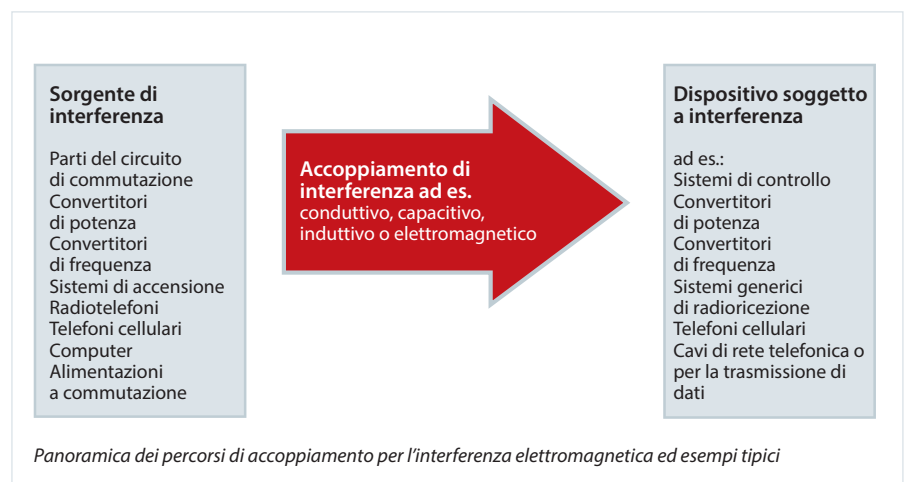 Sorgente di
interferenza
Parti del circuito
di commutazione
Convertitori
di potenza
Convertitori
di frequenza
Sistemi di accensione
Radiotelefoni
Telefoni cellulari
Computer
Alimentazioni
a commutazione
Accoppiamento di
interferenza ad es.
conduttivo, capacitivo,
induttivo o elettromagnetico
Dispositivo soggetto
a interferenza
ad es.:
Sistemi di controllo
Convertitori
di potenza
Convertitori
di frequenza
Sistemi generici
di radioricezione
Telefoni cellulari
Cavi di rete telefonica o
per la trasmissione di
dati
Panoramica dei percorsi di accoppiamento per l'interferenza elettromagnetica ed esempi tipici